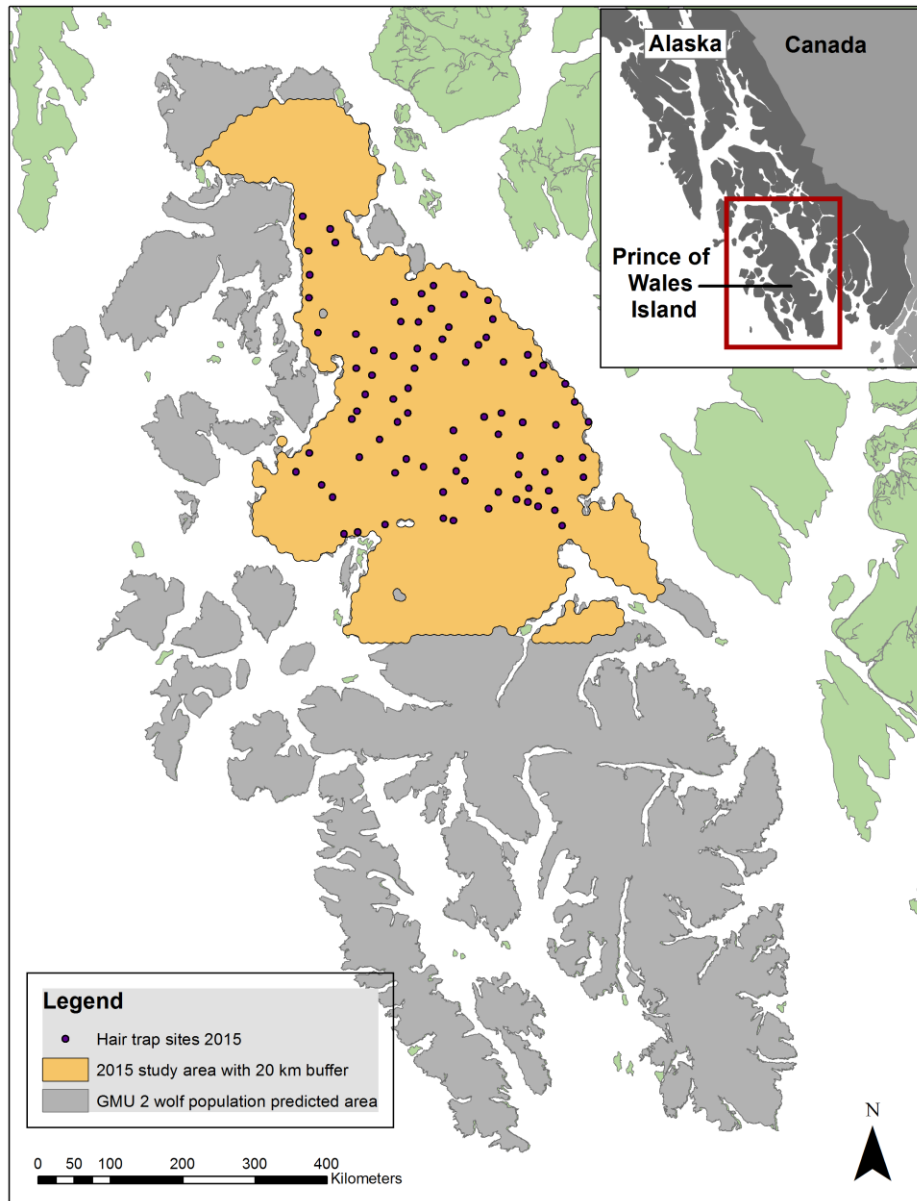 Alaska
Canada
Prince of
Wales
Island
Legend
Hair trap sites 2015
2015 study area with 20 km buffer
GMU 2 wolf population predicted area
0 50 100 200 300 400
Kilometers
N